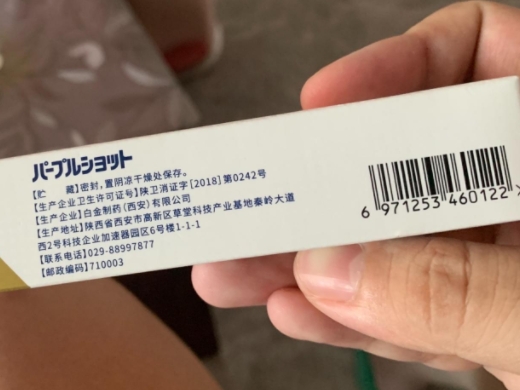 パープルショット
【贮　　藏】密封，置阴凉干燥处保存。
【生产企业卫生许可证号】陕卫消证字[2018]第0242号
【生产企业】白金制药(西安)有限公司
【生产地址】陕西省西安市高新区草堂科技产业基地秦岭大道
西2号科技企业加速器园区6号楼1-1-1
【联系电话】029-88997877
【邮政编码】710003
6 971253 460122